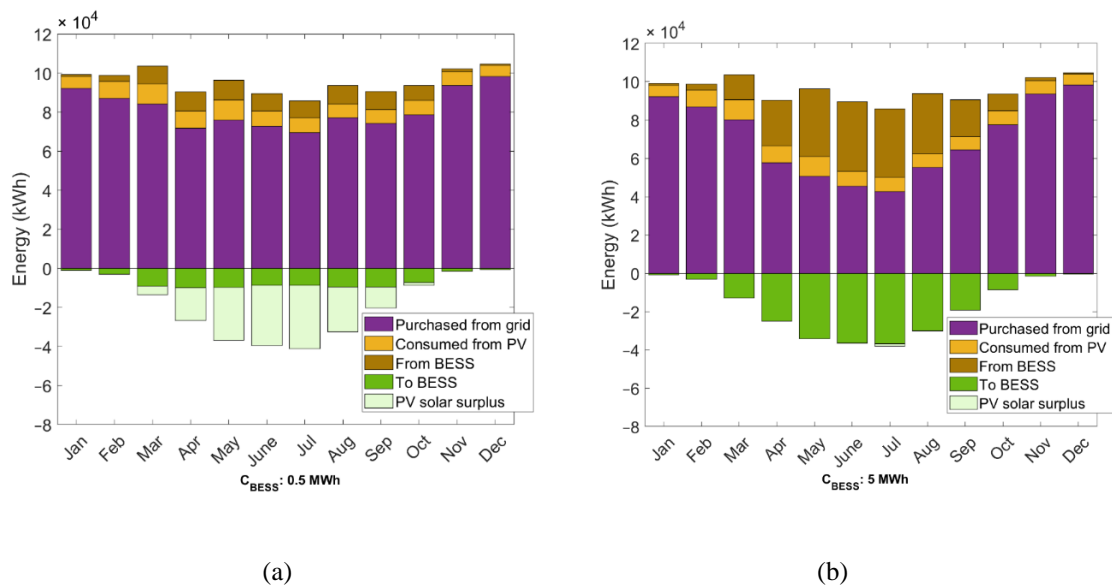 × 10⁴
12
10
8
6
4
2
0
−2
−4
−6
−8
Energy (kWh)
Purchased from grid
Consumed from PV
From BESS
To BESS
PV solar surplus
Jan Feb Mar Apr May June Jul Aug Sep Oct Nov Dec
C_BESS: 0.5 MWh
(a)
× 10⁴
12
10
8
6
4
2
0
−2
−4
−6
−8
Energy (kWh)
Purchased from grid
Consumed from PV
From BESS
To BESS
PV solar surplus
Jan Feb Mar Apr May June Jul Aug Sep Oct Nov Dec
C_BESS: 5 MWh
(b)